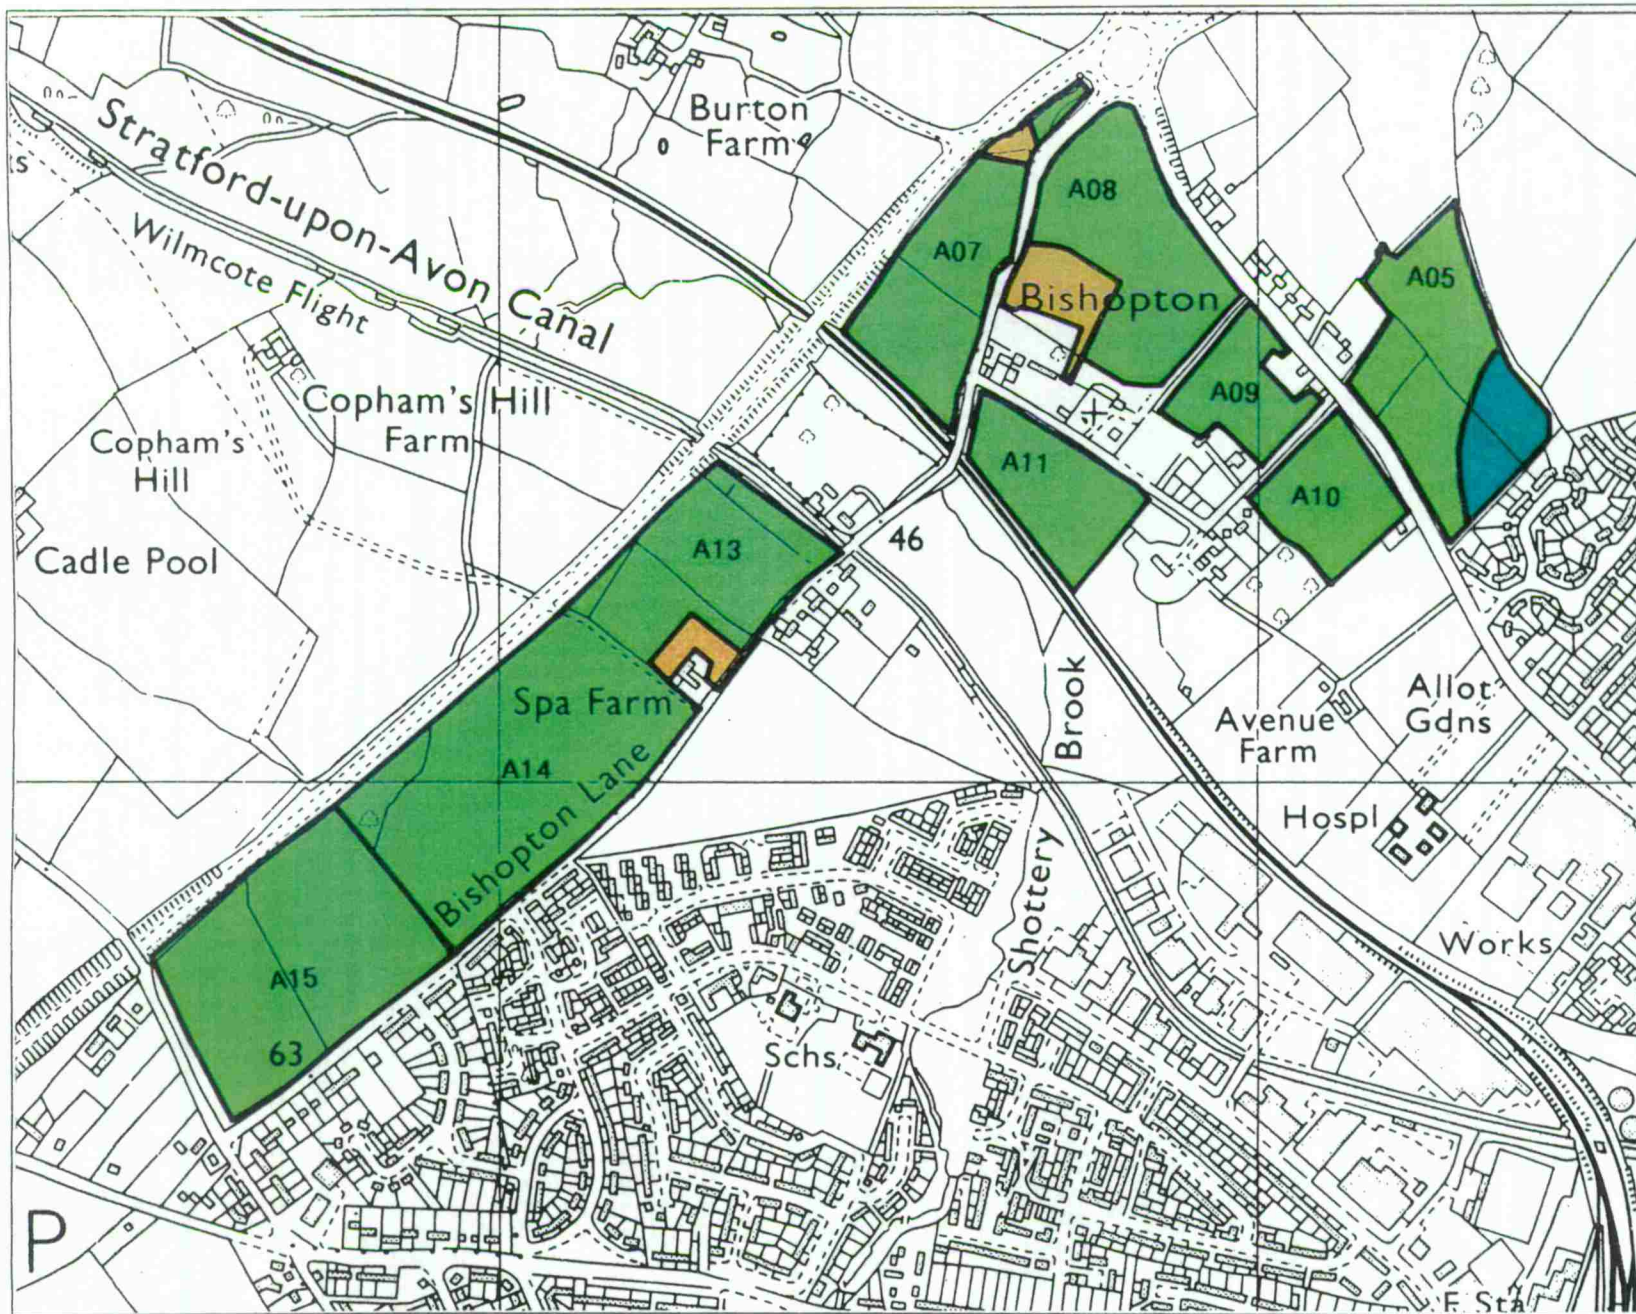 Burton
Farm
Stratford-upon-Avon Canal
Wilmcote Flight
A08
A07
A05
Bishopton
Copham's Hill
Farm
A09
Copham's
Hill
A11
A10
46
A13
Cadle Pool
Spa Farm
Brook
Allot
Gdns
Avenue
Farm
A14
Bishopton Lane
Hospl
Shottery
Works
A15
63
Schs
P